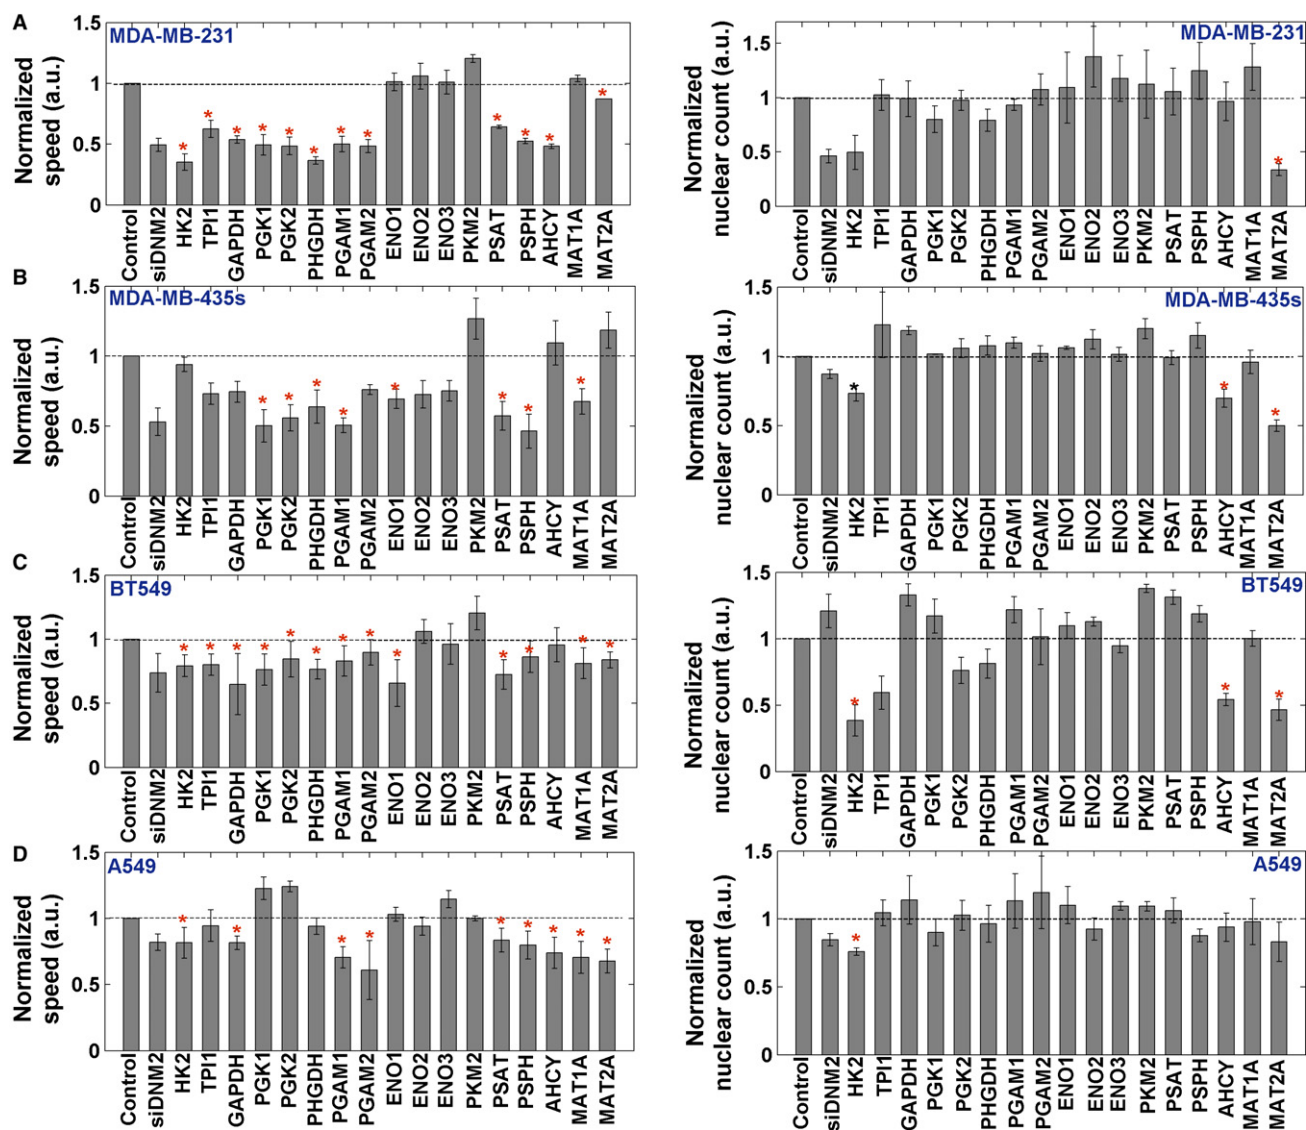 A
MDA-MB-231
Normalized
speed (a.u.)
1.5
1
0.5
0
Control
siDNM2
HK2
TPI1
GAPDH
PGK1
PGK2
PHGDH
PGAM1
PGAM2
ENO1
ENO2
ENO3
PKM2
PSAT
PSPH
AHCY
MAT1A
MAT2A
MDA-MB-231
Normalized
nuclear count (a.u.)
1.5
1
0.5
0
Control
siDNM2
HK2
TPI1
GAPDH
PGK1
PGK2
PHGDH
PGAM1
PGAM2
ENO1
ENO2
ENO3
PKM2
PSAT
PSPH
AHCY
MAT1A
MAT2A
B
MDA-MB-435s
Normalized
speed (a.u.)
1.5
1
0.5
0
Control
siDNM2
HK2
TPI1
GAPDH
PGK1
PGK2
PHGDH
PGAM1
PGAM2
ENO1
ENO2
ENO3
PKM2
PSAT
PSPH
AHCY
MAT1A
MAT2A
MDA-MB-435s
Normalized
nuclear count (a.u.)
1.5
1
0.5
0
Control
siDNM2
HK2
TPI1
GAPDH
PGK1
PGK2
PHGDH
PGAM1
PGAM2
ENO1
ENO2
ENO3
PKM2
PSAT
PSPH
AHCY
MAT1A
MAT2A
C
BT549
Normalized
speed (a.u.)
1.5
1
0.5
0
Control
siDNM2
HK2
TPI1
GAPDH
PGK1
PGK2
PHGDH
PGAM1
PGAM2
ENO1
ENO2
ENO3
PKM2
PSAT
PSPH
AHCY
MAT1A
MAT2A
BT549
Normalized
nuclear count (a.u.)
1.5
1
0.5
0
Control
siDNM2
HK2
TPI1
GAPDH
PGK1
PGK2
PHGDH
PGAM1
PGAM2
ENO1
ENO2
ENO3
PKM2
PSAT
PSPH
AHCY
MAT1A
MAT2A
D
A549
Normalized
speed (a.u.)
1.5
1
0.5
0
Control
siDNM2
HK2
TPI1
GAPDH
PGK1
PGK2
PHGDH
PGAM1
PGAM2
ENO1
ENO2
ENO3
PKM2
PSAT
PSPH
AHCY
MAT1A
MAT2A
A549
Normalized
nuclear count (a.u.)
1.5
1
0.5
0
Control
siDNM2
HK2
TPI1
GAPDH
PGK1
PGK2
PHGDH
PGAM1
PGAM2
ENO1
ENO2
ENO3
PKM2
PSAT
PSPH
AHCY
MAT1A
MAT2A